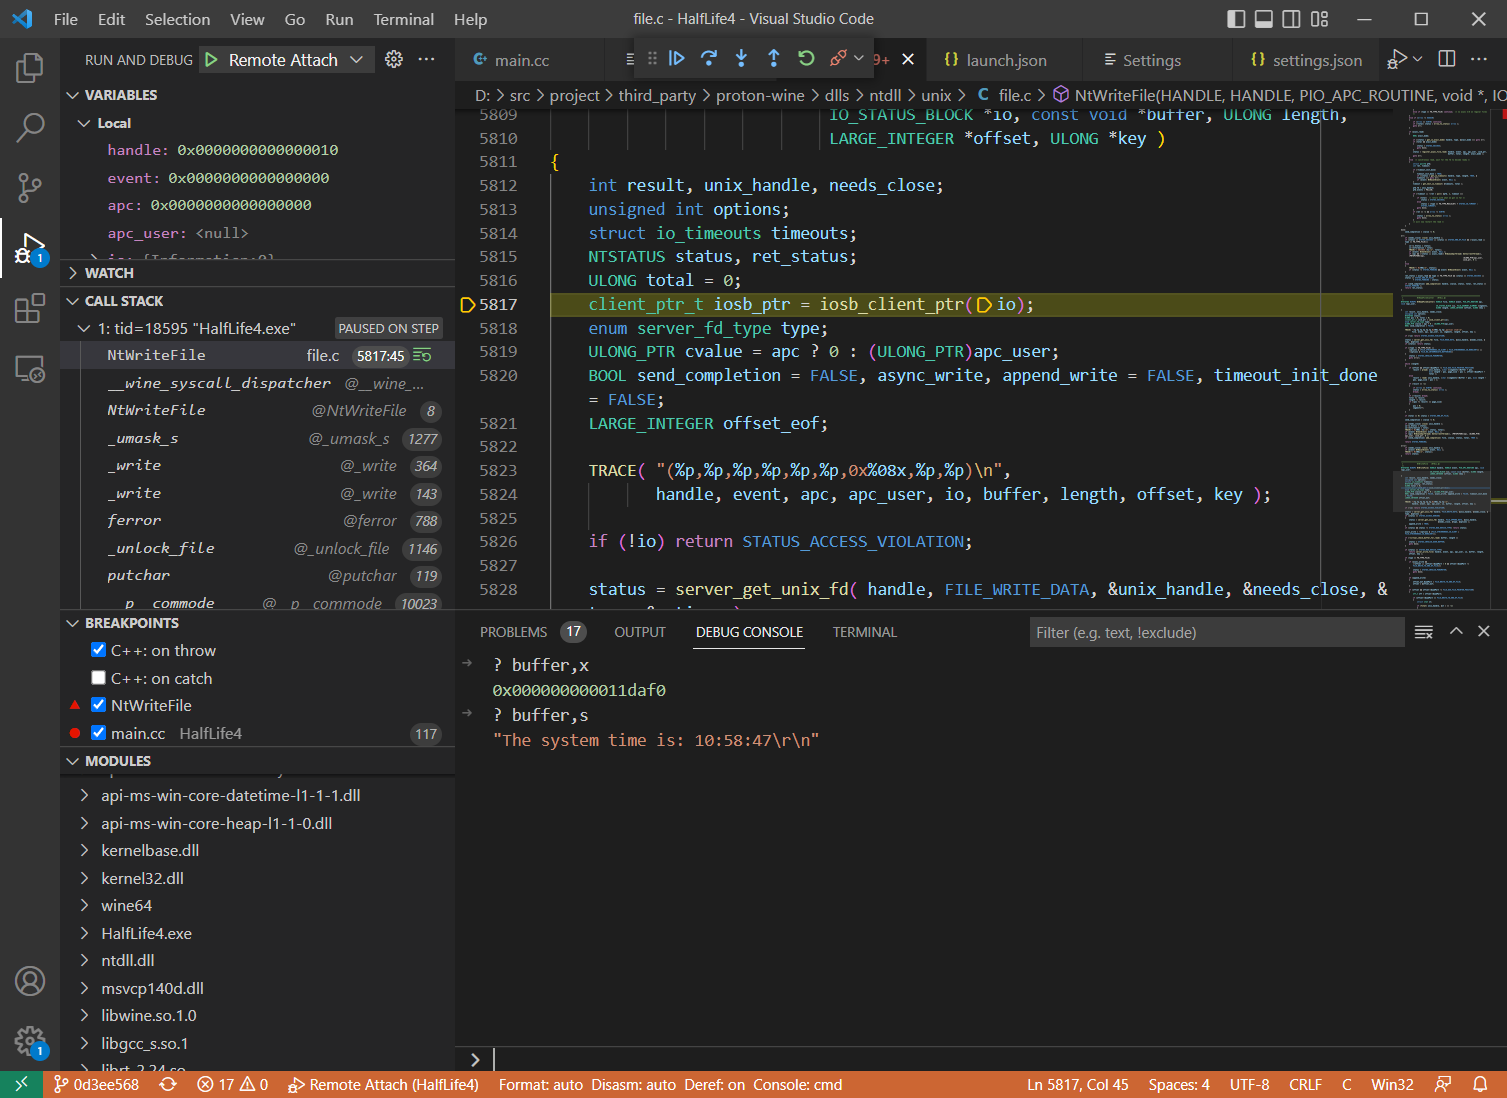 File Edit Selection View Go Run Terminal Help
file.c - HalfLife4 - Visual Studio Code
RUN AND DEBUG Remote Attach
main.cc
9+
launch.json
Settings
settings.json
D: > src > project > third_party > proton-wine > dlls > ntdll > unix > C file.c > NtWriteFile(HANDLE, HANDLE, PIO_APC_ROUTINE, void *, IO
VARIABLES
Local
handle: 0x0000000000000010
event: 0x0000000000000000
apc: 0x0000000000000000
apc_user: <null>
io: {Information:0}
WATCH
CALL STACK
1: tid=18595 "HalfLife4.exe" PAUSED ON STEP
NtWriteFile file.c 5817:45
__wine_syscall_dispatcher @__wine_...
NtWriteFile @NtWriteFile 8
_umask_s @_umask_s 1277
_write @_write 364
_write @_write 143
ferror @ferror 788
_unlock_file @_unlock_file 1146
putchar @putchar 119
__p__commode @__p__commode 10023
BREAKPOINTS
C++: on throw
C++: on catch
NtWriteFile
main.cc HalfLife4 117
MODULES
api-ms-win-core-datetime-l1-1-1.dll
api-ms-win-core-heap-l1-1-0.dll
kernelbase.dll
kernel32.dll
wine64
HalfLife4.exe
ntdll.dll
msvcp140d.dll
libwine.so.1.0
libgcc_s.so.1
librt-2.24.so
1
1
5809 IO_STATUS_BLOCK *io, const void *buffer, ULONG length,
5810 LARGE_INTEGER *offset, ULONG *key )
5811 {
5812 int result, unix_handle, needs_close;
5813 unsigned int options;
5814 struct io_timeouts timeouts;
5815 NTSTATUS status, ret_status;
5816 ULONG total = 0;
5817 client_ptr_t iosb_ptr = iosb_client_ptr(io);
5818 enum server_fd_type type;
5819 ULONG_PTR cvalue = apc ? 0 : (ULONG_PTR)apc_user;
5820 BOOL send_completion = FALSE, async_write, append_write = FALSE, timeout_init_done
= FALSE;
5821 LARGE_INTEGER offset_eof;
5822
5823 TRACE( "(%p,%p,%p,%p,%p,%p,0x%08x,%p,%p)\n",
5824 handle, event, apc, apc_user, io, buffer, length, offset, key );
5825
5826 if (!io) return STATUS_ACCESS_VIOLATION;
5827
5828 status = server_get_unix_fd( handle, FILE_WRITE_DATA, &unix_handle, &needs_close, &
PROBLEMS 17 OUTPUT DEBUG CONSOLE TERMINAL Filter (e.g. text, !exclude)
? buffer,x
0x000000000011daf0
? buffer,s
"The system time is: 10:58:47\r\n"
0d3ee568 17 0 Remote Attach (HalfLife4) Format: auto Disasm: auto Deref: on Console: cmd Ln 5817, Col 45 Spaces: 4 UTF-8 CRLF C Win32